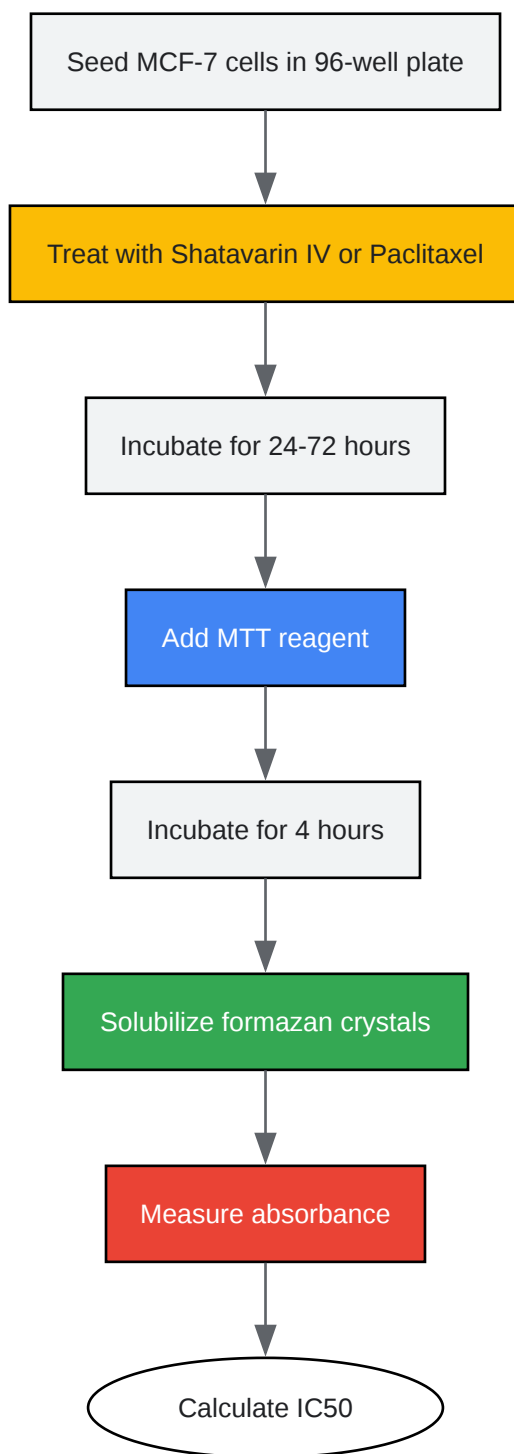 Seed MCF-7 cells in 96-well plate
Treat with Shatavarin IV or Paclitaxel
Incubate for 24-72 hours
Add MTT reagent
Incubate for 4 hours
Solubilize formazan crystals
Measure absorbance
Calculate IC50